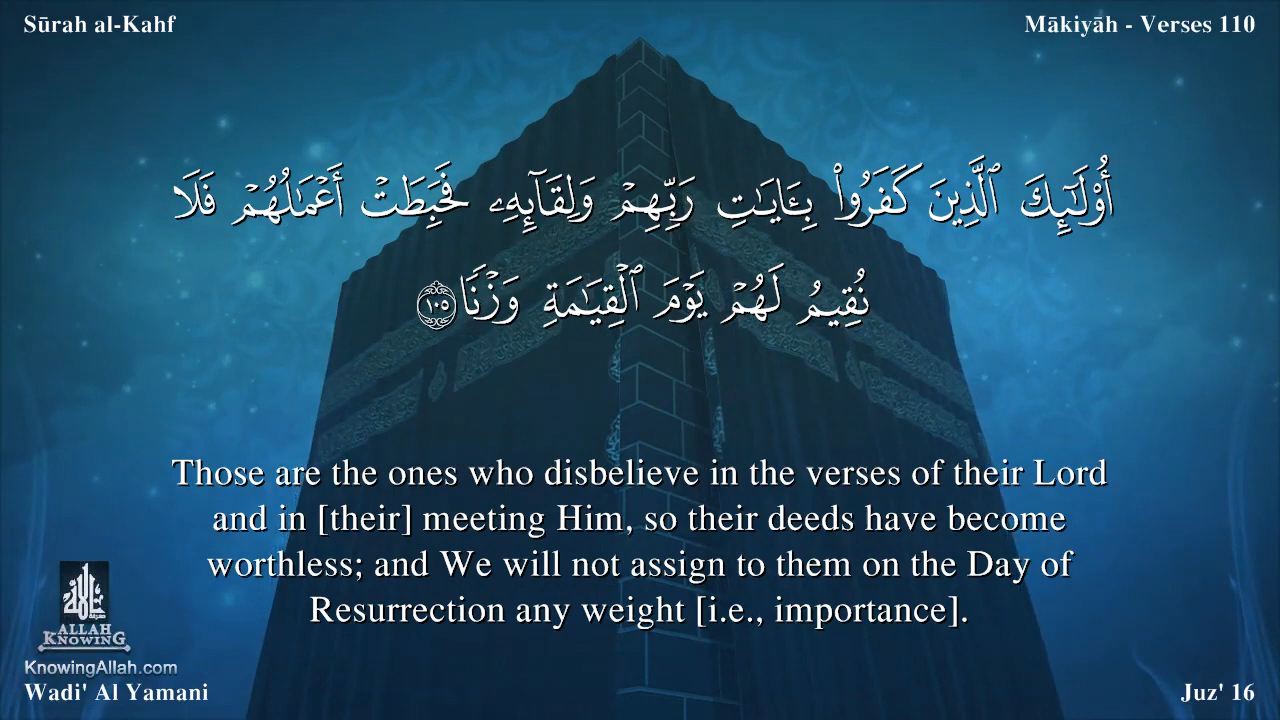 Sūrah al-Kahf
Mākiyāh - Verses 110
أُو۟لَـٰٓئِكَ ٱلَّذِينَ كَفَرُوا۟ بِـَٔايَـٰتِ رَبِّهِمْ وَلِقَآئِهِۦ فَحَبِطَتْ أَعْمَـٰلُهُمْ فَلَا
نُقِيمُ لَهُمْ يَوْمَ ٱلْقِيَـٰمَةِ وَزْنًا ١٠٥
Those are the ones who disbelieve in the verses of their Lord
and in [their] meeting Him, so their deeds have become
worthless; and We will not assign to them on the Day of
Resurrection any weight [i.e., importance].
ALLAH
KNOWING
KnowingAllah.com
Wadi' Al Yamani
Juz' 16